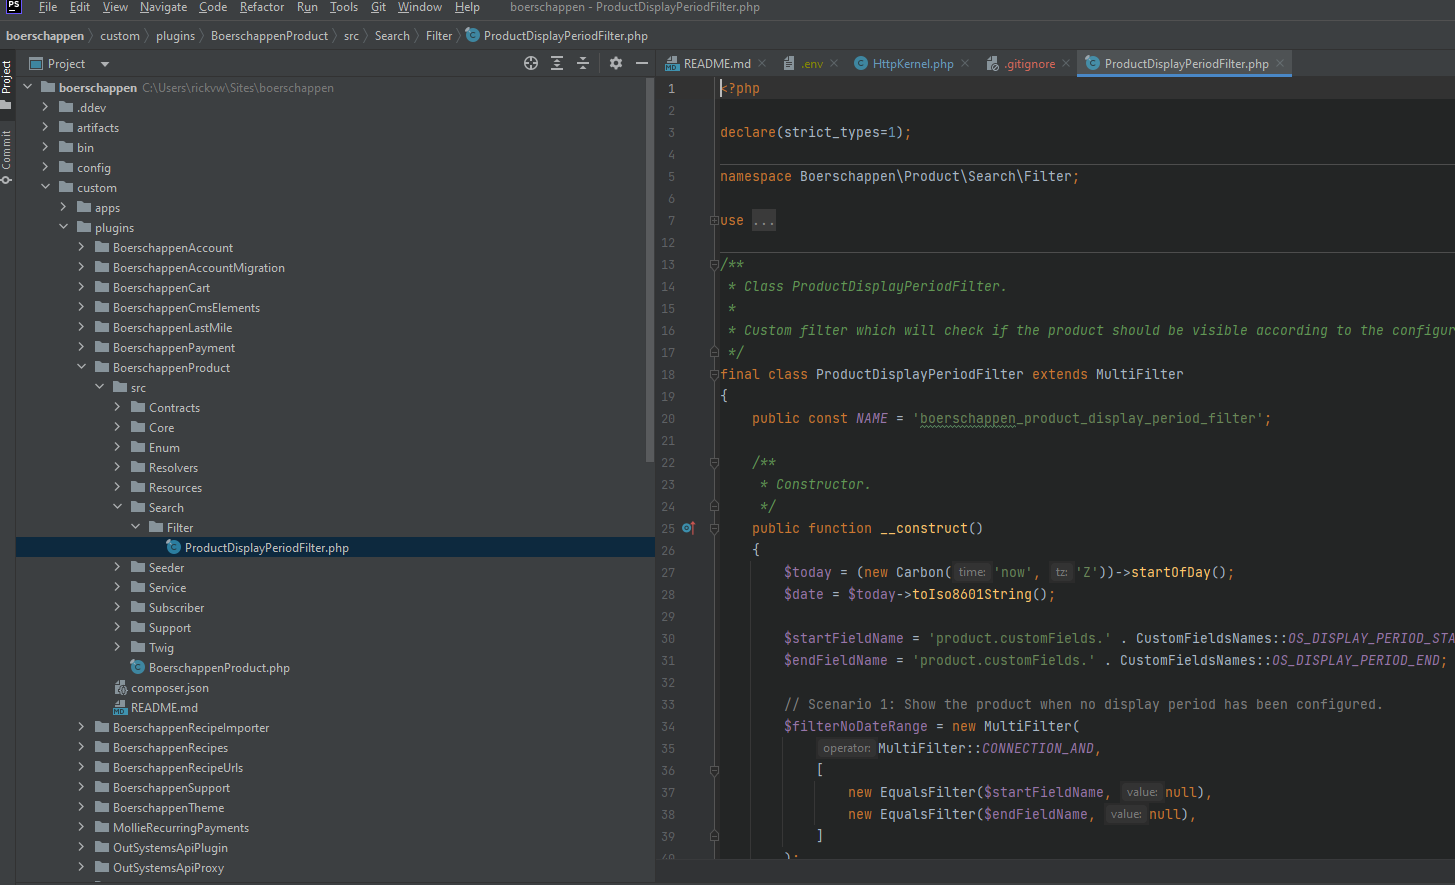 PS File Edit View Navigate Code Refactor Run Tools Git Window Help boerschappen - ProductDisplayPeriodFilter.php
boerschappen custom plugins BoerschappenProduct src Search Filter ProductDisplayPeriodFilter.php
Project
Commit
Project
boerschappen C:\Users\rickvw\Sites\boerschappen
.ddev
artifacts
bin
config
custom
apps
plugins
BoerschappenAccount
BoerschappenAccountMigration
BoerschappenCart
BoerschappenCmsElements
BoerschappenLastMile
BoerschappenPayment
BoerschappenProduct
src
Contracts
Core
Enum
Resolvers
Resources
Search
Filter
ProductDisplayPeriodFilter.php
Seeder
Service
Subscriber
Support
Twig
BoerschappenProduct.php
composer.json
README.md
BoerschappenRecipeImporter
BoerschappenRecipes
BoerschappenRecipeUrls
BoerschappenSupport
BoerschappenTheme
MollieRecurringPayments
OutSystemsApiPlugin
OutSystemsApiProxy
README.md .env HttpKernel.php .gitignore ProductDisplayPeriodFilter.php
1 <?php
2
3 declare(strict_types=1);
4
5 namespace Boerschappen\Product\Search\Filter;
6
7 use ...
12
13 /**
14 * Class ProductDisplayPeriodFilter.
15 *
16 * Custom filter which will check if the product should be visible according to the configur
17 */
18 final class ProductDisplayPeriodFilter extends MultiFilter
19 {
20 public const NAME = 'boerschappen_product_display_period_filter';
21
22 /**
23 * Constructor.
24 */
25 public function __construct()
26 {
27 $today = (new Carbon( time: 'now', tz: 'Z'))->startOfDay();
28 $date = $today->toIso8601String();
29
30 $startFieldName = 'product.customFields.' . CustomFieldsNames::OS_DISPLAY_PERIOD_STA
31 $endFieldName = 'product.customFields.' . CustomFieldsNames::OS_DISPLAY_PERIOD_END;
32
33 // Scenario 1: Show the product when no display period has been configured.
34 $filterNoDateRange = new MultiFilter(
35 operator: MultiFilter::CONNECTION_AND,
36 [
37 new EqualsFilter($startFieldName, value: null),
38 new EqualsFilter($endFieldName, value: null),
39 ]
40 );